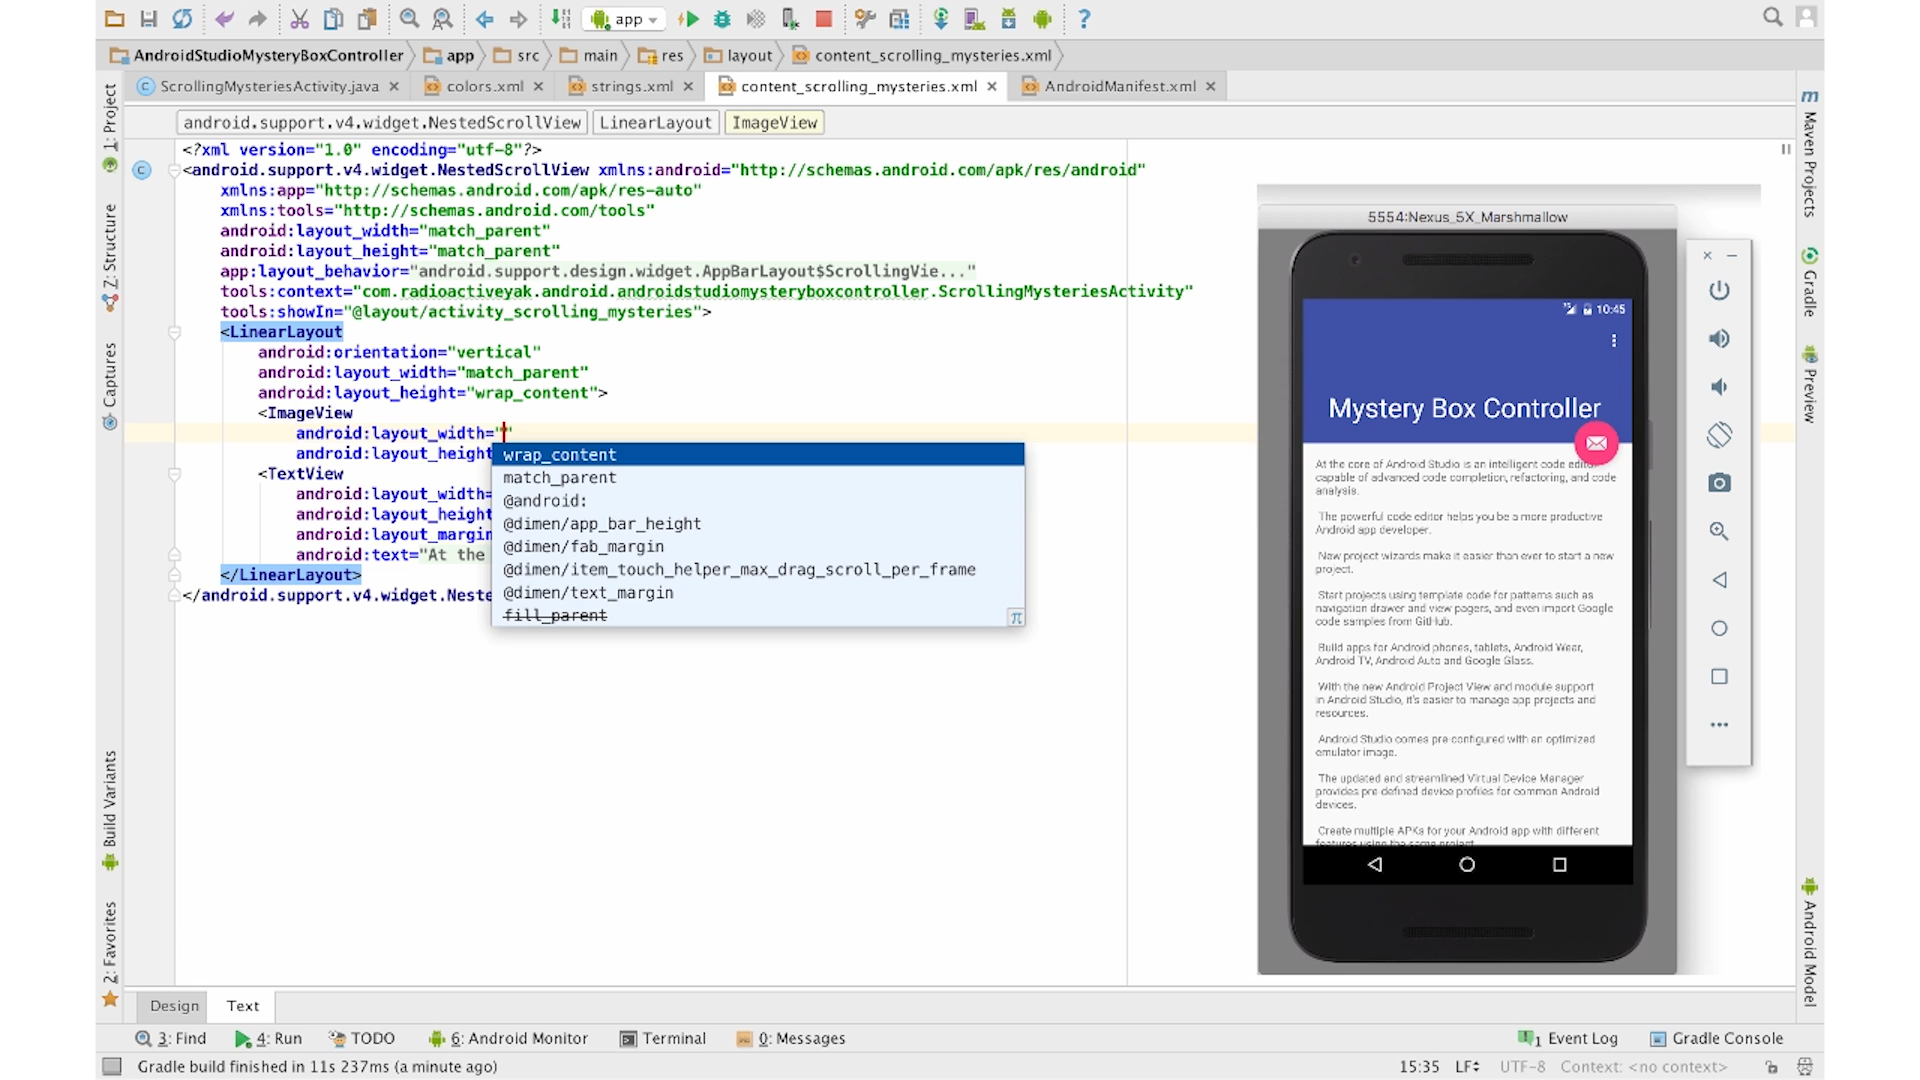 app
AndroidStudioMysteryBoxController
app
src
main
res
layout
content_scrolling_mysteries.xml
ScrollingMysteriesActivity.java
colors.xml
strings.xml
content_scrolling_mysteries.xml
AndroidManifest.xml
android.support.v4.widget.NestedScrollView
LinearLayout
ImageView
1: Project
Z: Structure
Captures
Build Variants
2: Favorites
<?xml version="1.0" encoding="utf-8"?>
<android.support.v4.widget.NestedScrollView xmlns:android="http://schemas.android.com/apk/res/android"
xmlns:app="http://schemas.android.com/apk/res-auto"
xmlns:tools="http://schemas.android.com/tools"
android:layout_width="match_parent"
android:layout_height="match_parent"
app:layout_behavior="android.support.design.widget.AppBarLayout$ScrollingVie..."
tools:context="com.radioactiveyak.android.androidstudiomysteryboxcontroller.ScrollingMysteriesActivity"
tools:showIn="@layout/activity_scrolling_mysteries">
<LinearLayout
android:orientation="vertical"
android:layout_width="match_parent"
android:layout_height="wrap_content">
<ImageView
android:layout_width=""
android:layout_height
<TextView
android:layout_width=
android:layout_height
android:layout_margin
android:text="At the
</LinearLayout>
</android.support.v4.widget.Neste
wrap_content
match_parent
@android:
@dimen/app_bar_height
@dimen/fab_margin
@dimen/item_touch_helper_max_drag_scroll_per_frame
@dimen/text_margin
fill_parent
π
5554:Nexus_5X_Marshmallow
10:45
Mystery Box Controller
At the core of Android Studio is an intelligent code edit
capable of advanced code completion, refactoring, and code
analysis.
The powerful code editor helps you be a more productive
Android app developer.
New project wizards make it easier than ever to start a new
project.
Start projects using template code for patterns such as
navigation drawer and view pagers, and even import Google
code samples from GitHub.
Build apps for Android phones, tablets, Android Wear,
Android TV, Android Auto and Google Glass.
With the new Android Project View and module support
in Android Studio, it's easier to manage app projects and
resources.
Android Studio comes pre-configured with an optimized
emulator image.
The updated and streamlined Virtual Device Manager
provides pre-defined device profiles for common Android
devices.
Create multiple APKs for your Android app with different
features using the same project
m Maven Projects
Gradle
Preview
Android Model
Design
Text
3: Find
4: Run
TODO
6: Android Monitor
Terminal
0: Messages
1 Event Log
Gradle Console
Gradle build finished in 11s 237ms (a minute ago)
15:35
LF
UTF-8
Context: <no context>